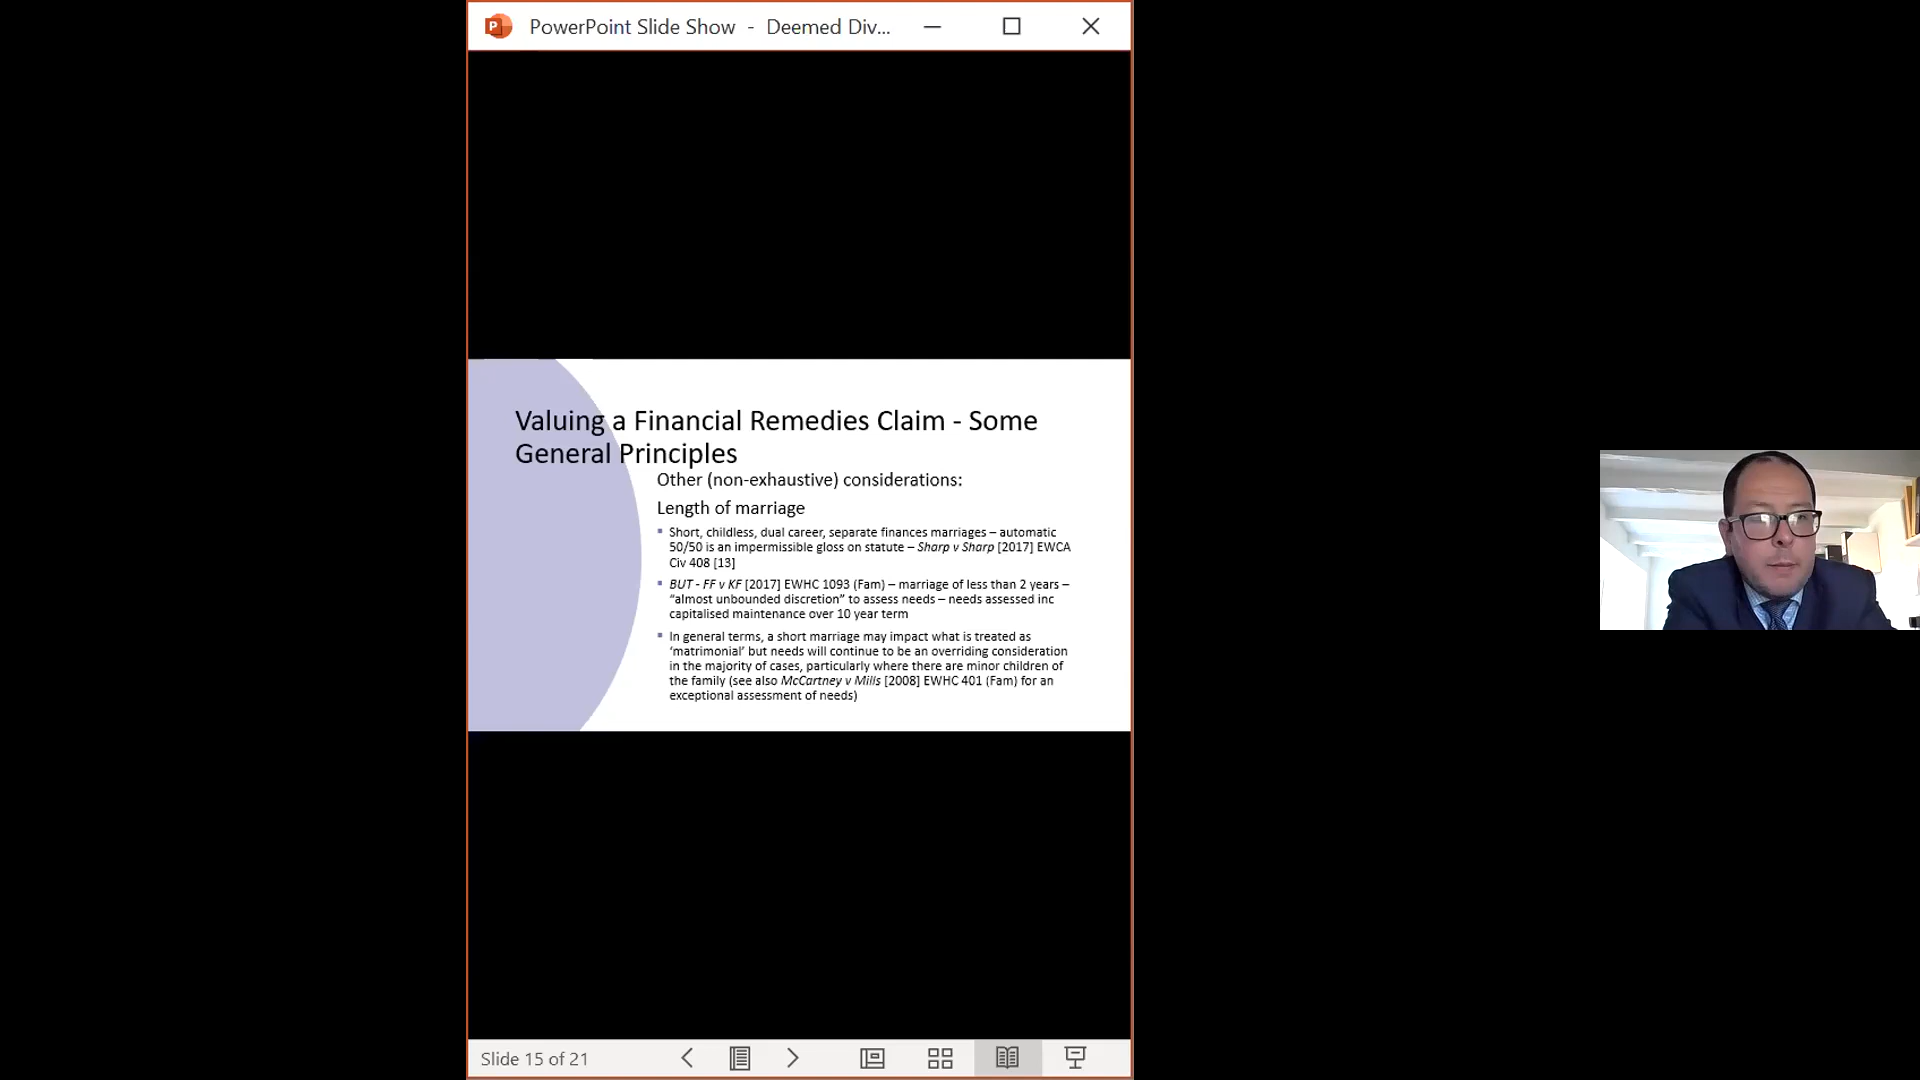 PowerPoint Slide Show - Deemed Div...
Valuing a Financial Remedies Claim - Some
General Principles
Other (non-exhaustive) considerations:
Length of marriage
▪ Short, childless, dual career, separate finances marriages – automatic
50/50 is an impermissible gloss on statute – Sharp v Sharp [2017] EWCA
Civ 408 [13]
▪ BUT - FF v KF [2017] EWHC 1093 (Fam) – marriage of less than 2 years –
“almost unbounded discretion” to assess needs – needs assessed inc
capitalised maintenance over 10 year term
▪ In general terms, a short marriage may impact what is treated as
‘matrimonial’ but needs will continue to be an overriding consideration
in the majority of cases, particularly where there are minor children of
the family (see also McCartney v Mills [2008] EWHC 401 (Fam) for an
exceptional assessment of needs)
Slide 15 of 21